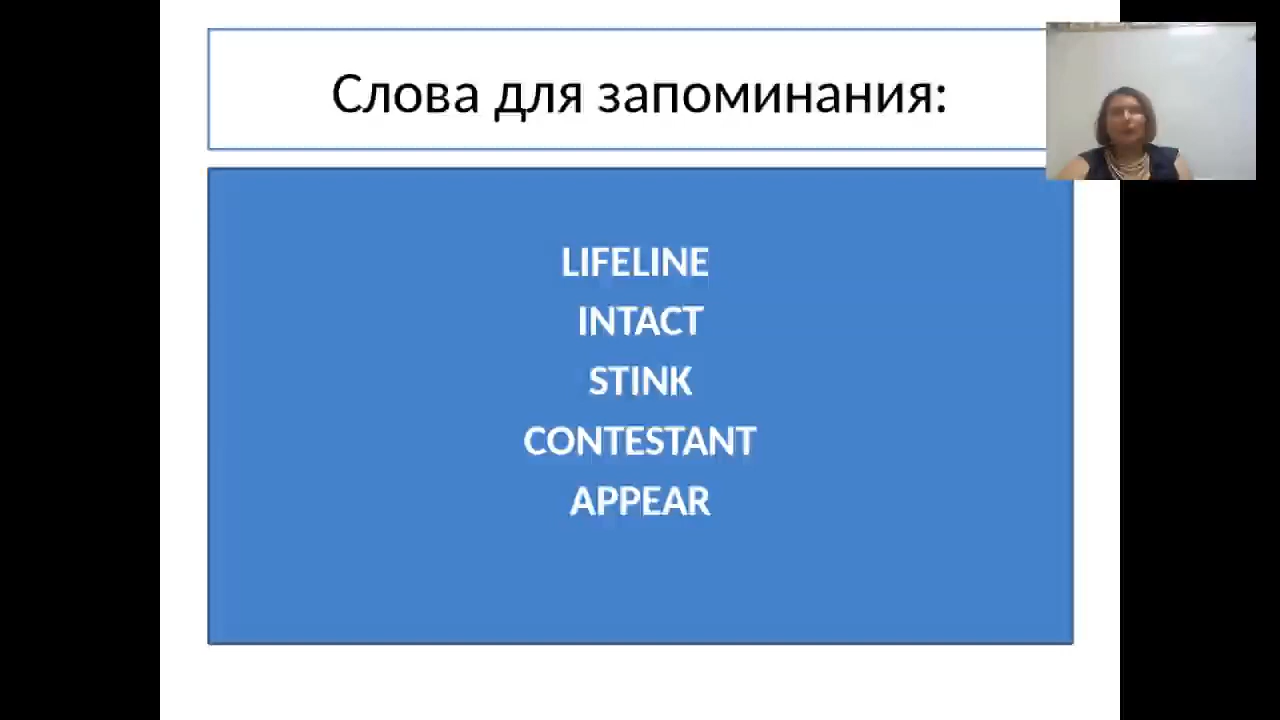 Слова для запоминания:
LIFELINE
INTACT
STINK
CONTESTANT
APPEAR